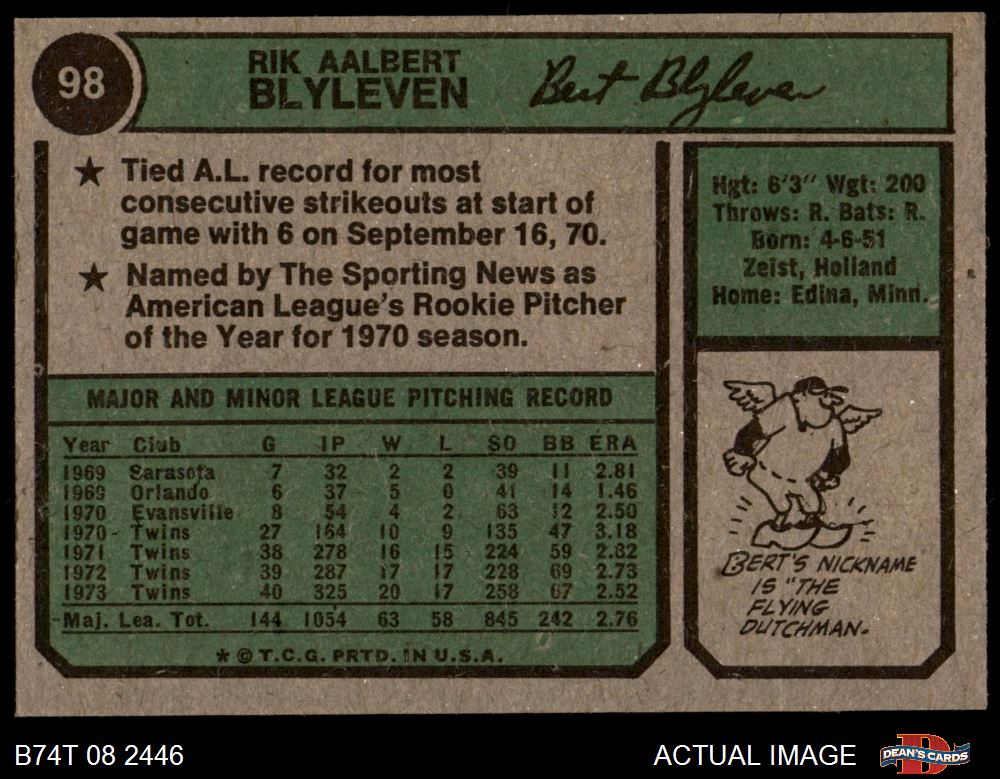 98
RIK AALBERT
BLYLEVEN
Bert Blyleven
★ Tied A.L. record for most
consecutive strikeouts at start of
game with 6 on September 16, 70.
★ Named by The Sporting News as
American League's Rookie Pitcher
of the Year for 1970 season.
Hgt: 6'3" Wgt: 200
Throws: R. Bats: R.
Born: 4-6-51
Zeist, Holland
Home: Edina, Minn.
MAJOR AND MINOR LEAGUE PITCHING RECORD
Year Club G IP W L SO BB ERA
1969 Sarasota 7 32 2 2 39 11 2.81
1969 Orlando 6 37 5 0 41 14 1.46
1970 Evansville 8 54 4 2 63 12 2.50
1970 Twins 27 164 10 9 135 47 3.18
1971 Twins 38 278 16 15 224 59 2.82
1972 Twins 39 287 17 17 228 69 2.73
1973 Twins 40 325 20 17 258 67 2.52
Maj. Lea. Tot. 144 1054 63 58 845 242 2.76
★ © T.C.G. PRTD. IN U.S.A.
BERT'S NICKNAME
IS "THE
FLYING
DUTCHMAN.
B74T 08 2446
ACTUAL IMAGE
DEAN'S CARDS